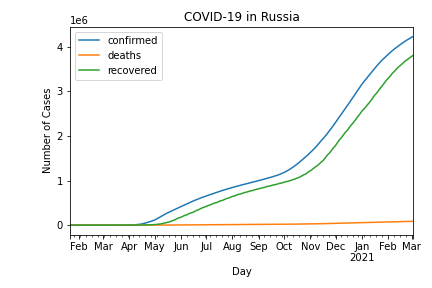 COVID-19 in Russia
1e6
confirmed
deaths
recovered
Number of Cases
4
3
2
1
0
Feb Mar Apr May Jun Jul Aug Sep Oct Nov Dec Jan Feb Mar
2021
Day